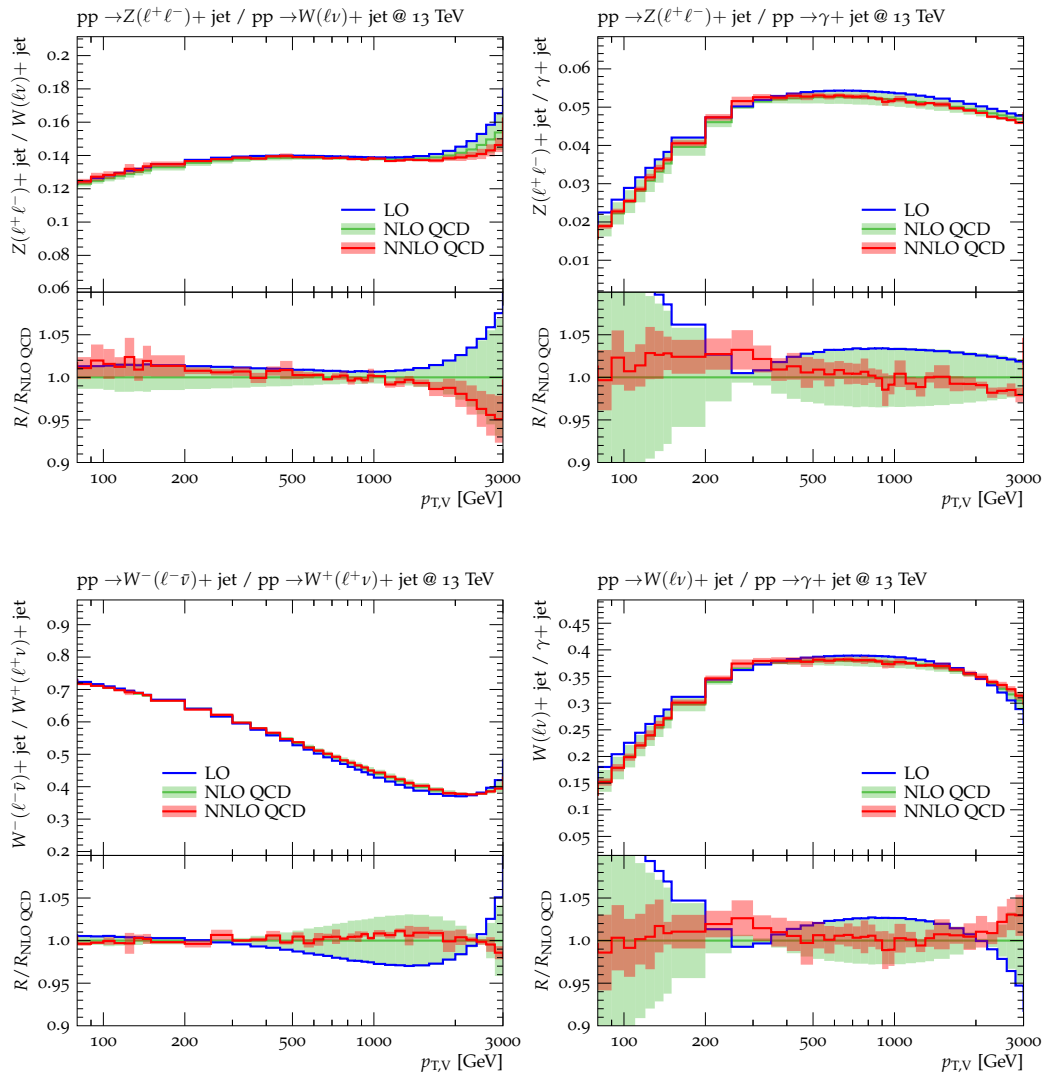 pp →Z(ℓ⁺ℓ⁻)+ jet / pp →W(ℓν)+ jet @ 13 TeV
Z(ℓ⁺ℓ⁻)+ jet / W(ℓν)+ jet
0.2
0.18
0.16
0.14
0.12
0.1
0.08
0.06
LO
NLO QCD
NNLO QCD
R/R_NLO QCD
1.05
1.0
0.95
0.9
100
200
500
1000
3000
p_T,V [GeV]
pp →Z(ℓ⁺ℓ⁻)+ jet / pp →γ+ jet @ 13 TeV
Z(ℓ⁺ℓ⁻)+ jet / γ+ jet
0.06
0.05
0.04
0.03
0.02
0.01
LO
NLO QCD
NNLO QCD
R/R_NLO QCD
1.05
1.0
0.95
0.9
100
200
500
1000
3000
p_T,V [GeV]
pp →W⁻(ℓ⁻ν̄)+ jet / pp →W⁺(ℓ⁺ν)+ jet @ 13 TeV
W⁻(ℓ⁻ν̄)+ jet / W⁺(ℓ⁺ν)+ jet
0.9
0.8
0.7
0.6
0.5
0.4
0.3
0.2
LO
NLO QCD
NNLO QCD
R/R_NLO QCD
1.05
1.0
0.95
0.9
100
200
500
1000
3000
p_T,V [GeV]
pp →W(ℓν)+ jet / pp →γ+ jet @ 13 TeV
W(ℓν)+ jet / γ+ jet
0.45
0.4
0.35
0.3
0.25
0.2
0.15
0.1
0.05
LO
NLO QCD
NNLO QCD
R/R_NLO QCD
1.05
1.0
0.95
0.9
100
200
500
1000
3000
p_T,V [GeV]